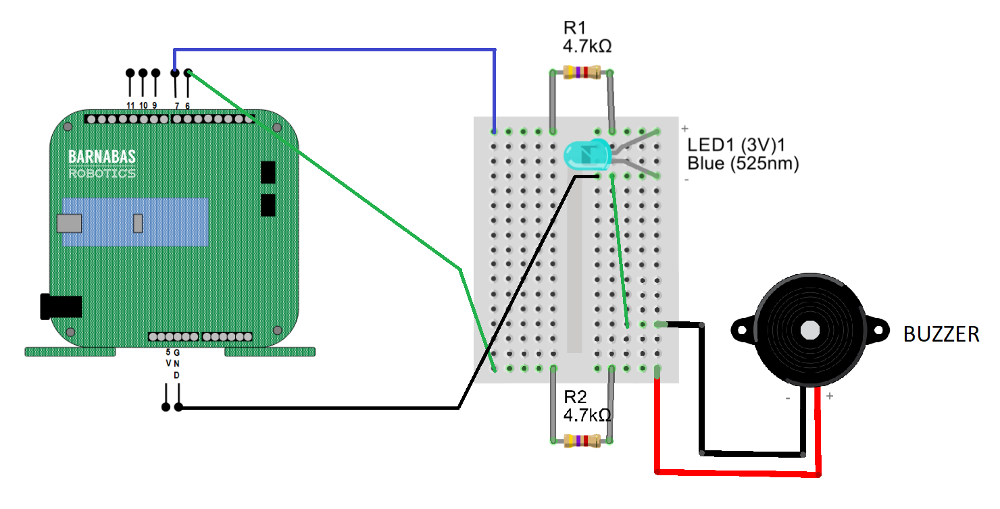 R1
4.7kΩ
11 10 9 7 6
BARNABAS
ROBOTICS
+
LED1 (3V)1
Blue (525nm)
-
BUZZER
5 G
V N
D
R2
4.7kΩ
- +